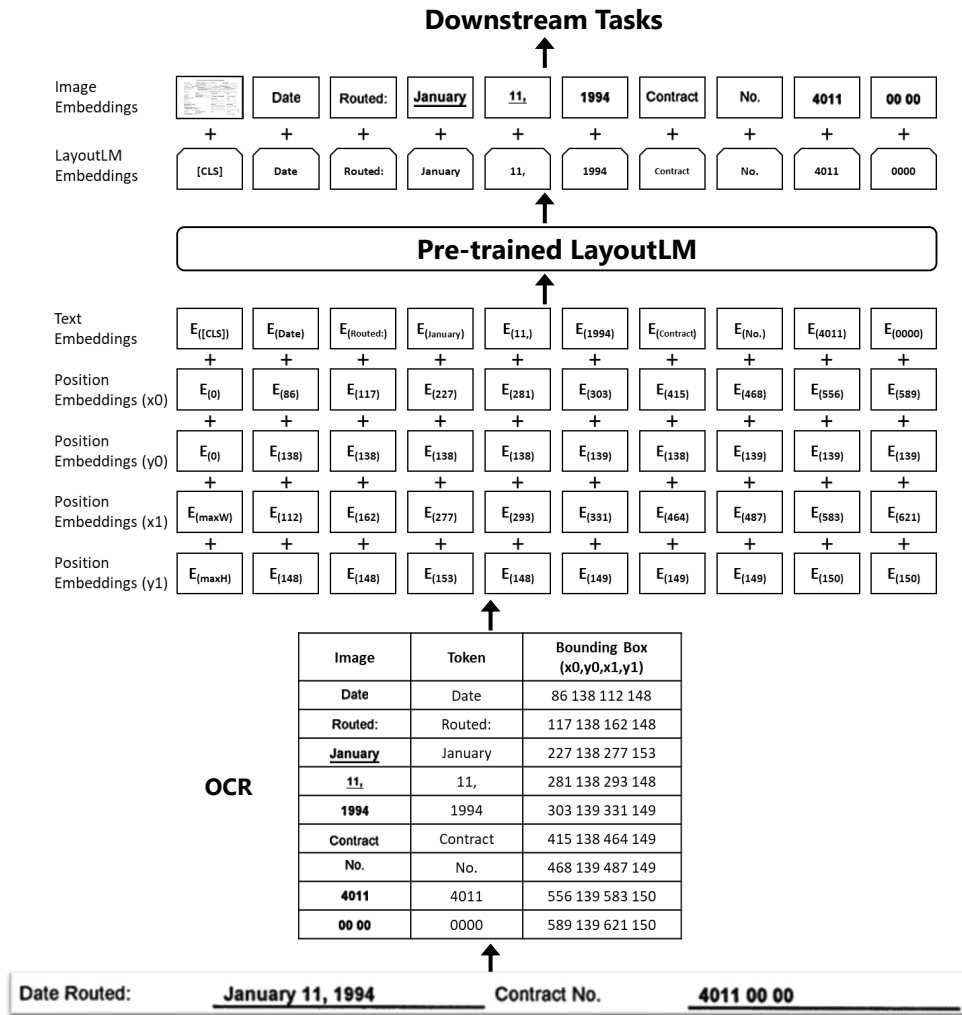 Downstream Tasks
Image Embeddings Date Routed: January 11, 1994 Contract No. 4011 00 00
+ + + + + + + + + +
LayoutLM Embeddings [CLS] Date Routed: January 11, 1994 Contract No. 4011 0000
Pre-trained LayoutLM
Text Embeddings E([CLS]) E(Date) E(Routed:) E(January) E(11,) E(1994) E(Contract) E(No.) E(4011) E(0000)
+ + + + + + + + + +
Position Embeddings (x0) E(0) E(86) E(117) E(227) E(281) E(303) E(415) E(468) E(556) E(589)
+ + + + + + + + + +
Position Embeddings (y0) E(0) E(138) E(138) E(138) E(138) E(139) E(138) E(139) E(139) E(139)
+ + + + + + + + + +
Position Embeddings (x1) E(maxW) E(112) E(162) E(277) E(293) E(331) E(464) E(487) E(583) E(621)
+ + + + + + + + + +
Position Embeddings (y1) E(maxH) E(148) E(148) E(153) E(148) E(149) E(149) E(149) E(150) E(150)
OCR
Image Token Bounding Box (x0,y0,x1,y1)
Date Date 86 138 112 148
Routed: Routed: 117 138 162 148
January January 227 138 277 153
11, 11, 281 138 293 148
1994 1994 303 139 331 149
Contract Contract 415 138 464 149
No. No. 468 139 487 149
4011 4011 556 139 583 150
00 00 0000 589 139 621 150
Date Routed: January 11, 1994 Contract No. 4011 00 00